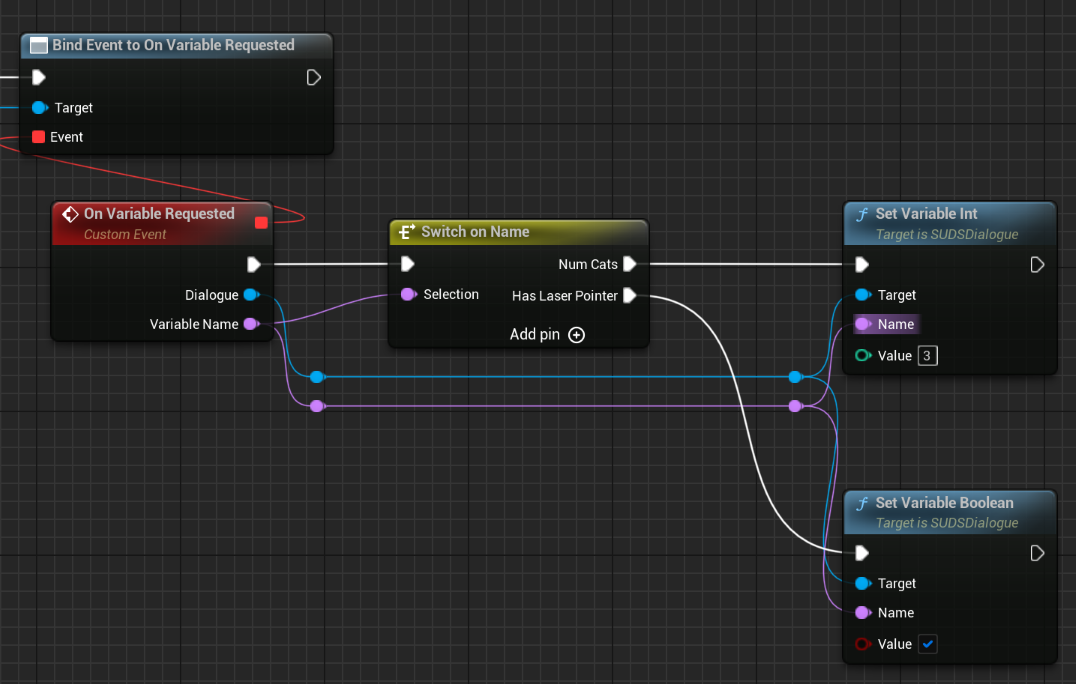 Bind Event to On Variable Requested
Target
Event
On Variable Requested
Custom Event
Dialogue
Variable Name
Switch on Name
Num Cats
Selection
Has Laser Pointer
Add pin
Set Variable Int
Target is SUDSDialogue
Target
Name
Value 3
Set Variable Boolean
Target is SUDSDialogue
Target
Name
Value